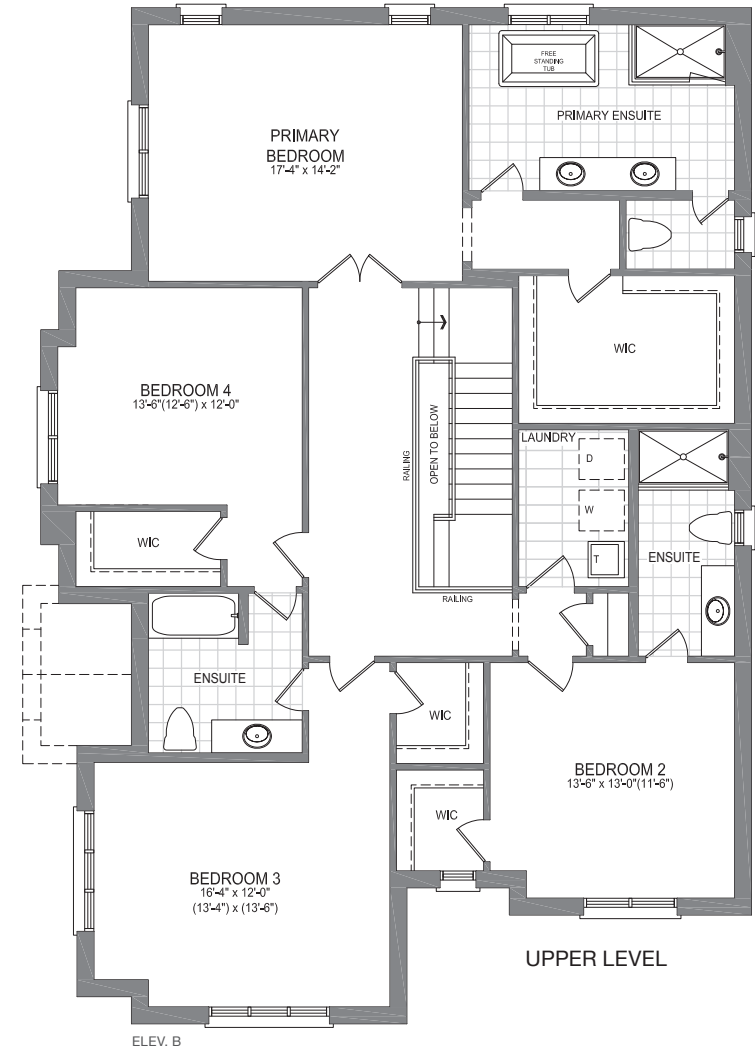 FREE
STANDING
TUB
PRIMARY ENSUITE
PRIMARY
BEDROOM
17'-4" x 14'-2"
WIC
BEDROOM 4
13'-6"(12'-6") x 12'-0"
RAILING
OPEN TO BELOW
LAUNDRY
D
W
T
ENSUITE
WIC
RAILING
ENSUITE
WIC
BEDROOM 2
13'-6" x 13'-0"(11'-6")
WIC
BEDROOM 3
16'-4" x 12'-0"
(13'-4") x (13'-6")
UPPER LEVEL
ELEV. B